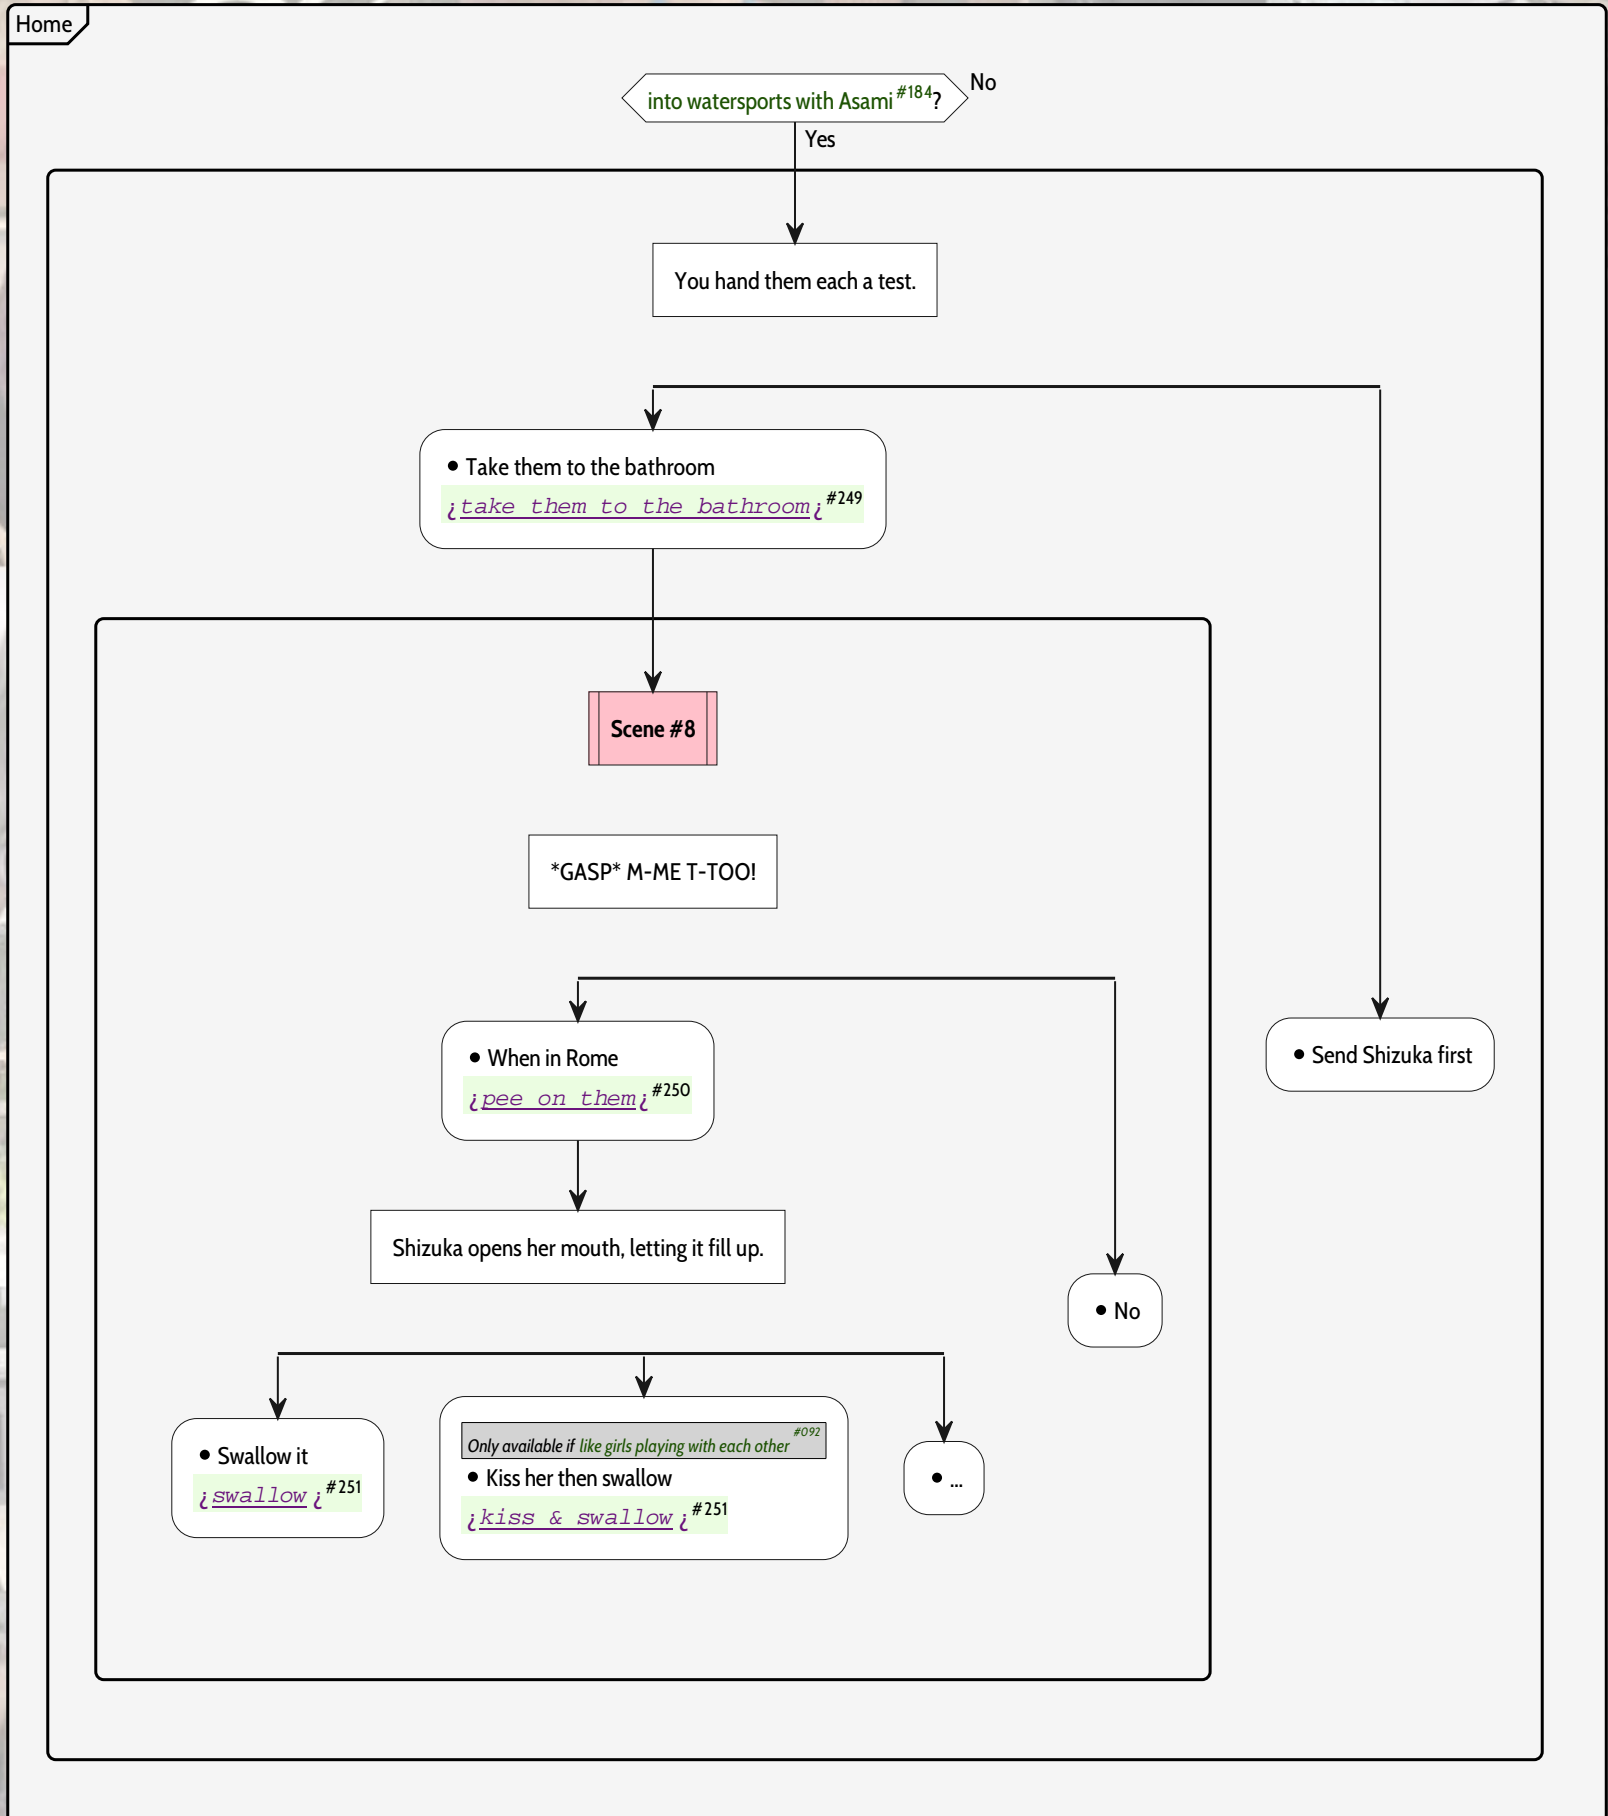 Home
into watersports with Asami #184?
No
Yes
You hand them each a test.
• Take them to the bathroom
¿take them to the bathroom¿ #249
Scene #8
*GASP* M-ME T-TOO!
• When in Rome
¿pee on them¿ #250
• Send Shizuka first
Shizuka opens her mouth, letting it fill up.
• No
• Swallow it
¿swallow¿ #251
Only available if like girls playing with each other #092
• Kiss her then swallow
¿kiss & swallow¿ #251
• ...